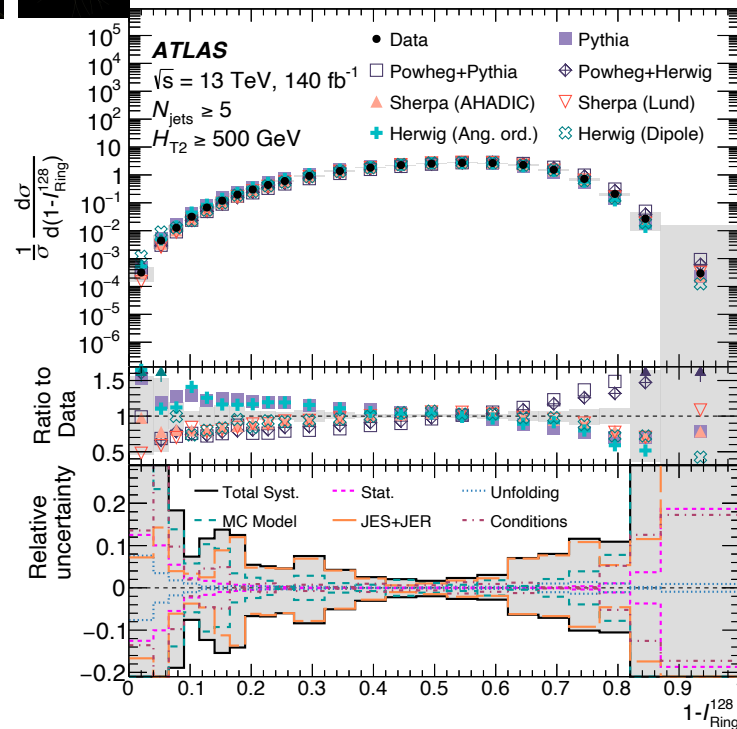 10⁵
10⁴
10³
10²
10
1
10⁻¹
10⁻²
10⁻³
10⁻⁴
10⁻⁵
10⁻⁶
1/σ dσ/d(1-I¹²⁸Ring)
ATLAS
√s = 13 TeV, 140 fb⁻¹
Njets ≥ 5
HT2 ≥ 500 GeV
Data
Pythia
Powheg+Pythia
Powheg+Herwig
Sherpa (AHADIC)
Sherpa (Lund)
Herwig (Ang. ord.)
Herwig (Dipole)
Ratio to
Data
1.5
1
0.5
Relative
uncertainty
0.2
0.1
0
−0.1
−0.2
Total Syst.
Stat.
Unfolding
MC Model
JES+JER
Conditions
0 0.1 0.2 0.3 0.4 0.5 0.6 0.7 0.8 0.9
1-I¹²⁸Ring